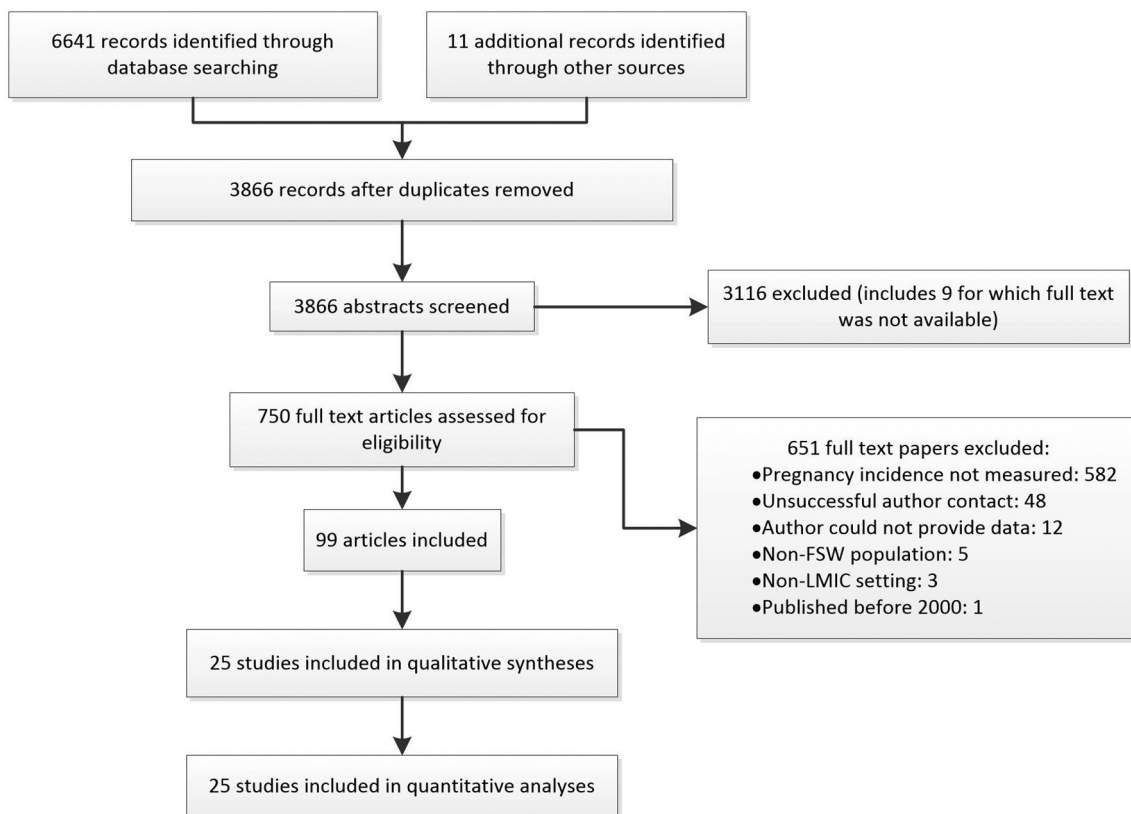 6641 records identified through
database searching
11 additional records identified
through other sources
3866 records after duplicates removed
3866 abstracts screened
3116 excluded (includes 9 for which full text
was not available)
750 full text articles assessed for
eligibility
651 full text papers excluded:
•Pregnancy incidence not measured: 582
•Unsuccessful author contact: 48
•Author could not provide data: 12
•Non-FSW population: 5
•Non-LMIC setting: 3
•Published before 2000: 1
99 articles included
25 studies included in qualitative syntheses
25 studies included in quantitative analyses